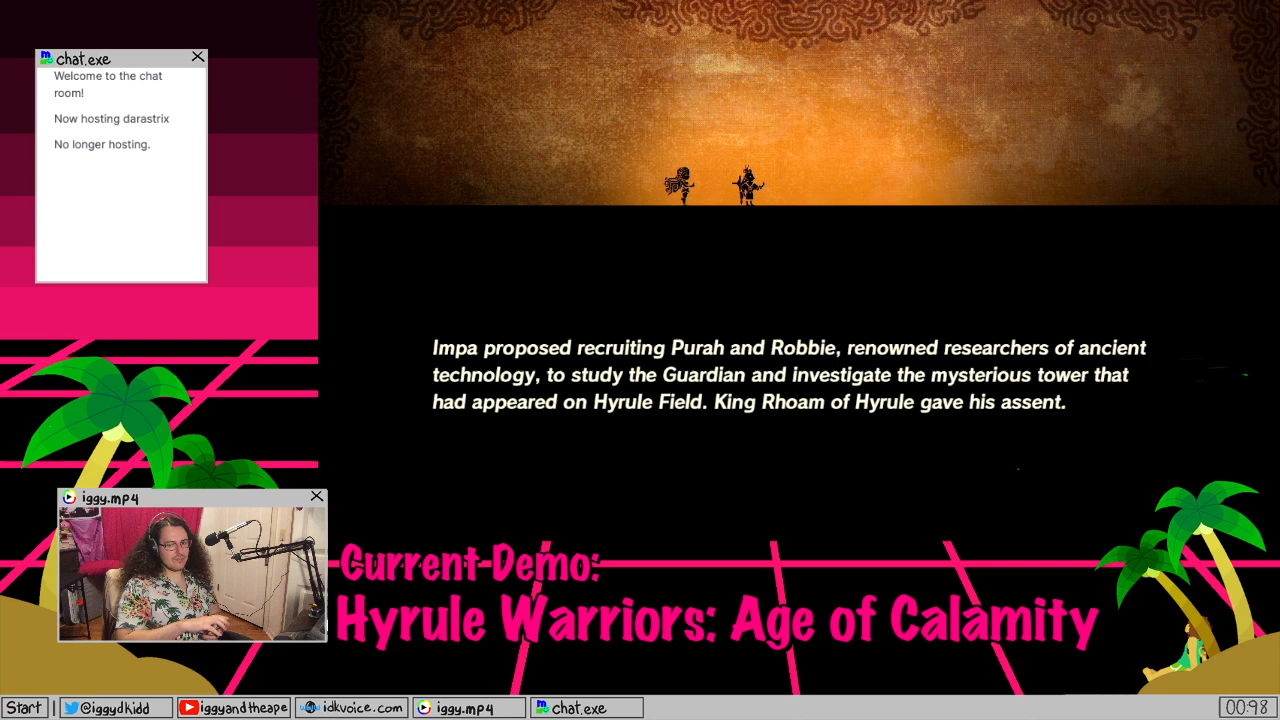 chat.exe
Welcome to the chat
room!
Now hosting darastrix
No longer hosting.
Impa proposed recruiting Purah and Robbie, renowned researchers of ancient
technology, to study the Guardian and investigate the mysterious tower that
had appeared on Hyrule Field. King Rhoam of Hyrule gave his assent.
iggy.mp4
Current Demo:
Hyrule Warriors: Age of Calamity
Start | @iggydkidd iggyandtheape www idkvoice.com iggy.mp4 chat.exe 00:98